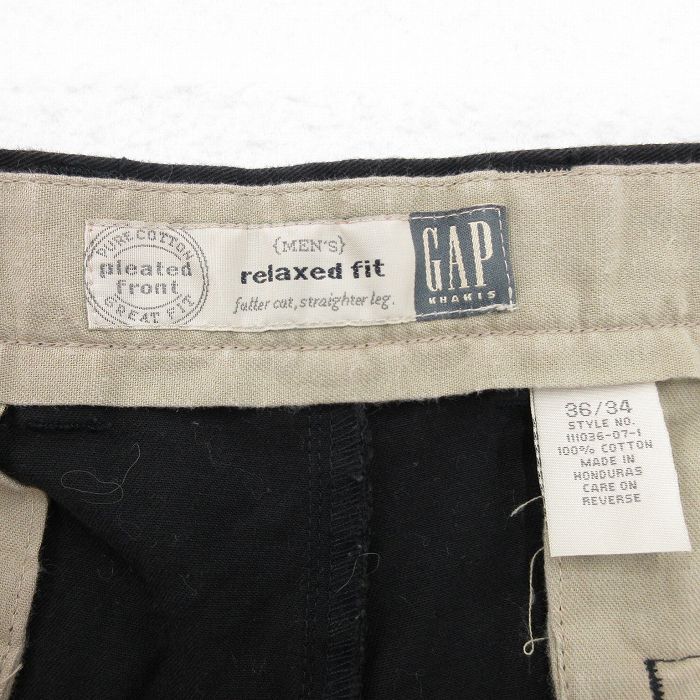 PURE COTTON
pleated
front
GREAT FIT
{MEN'S}
relaxed fit
fuller cut, straighter leg.
GAP
KHAKIS
36/34
STYLE NO.
111036-07-1
100% COTTON
MADE IN
HONDURAS
CARE ON
REVERSE